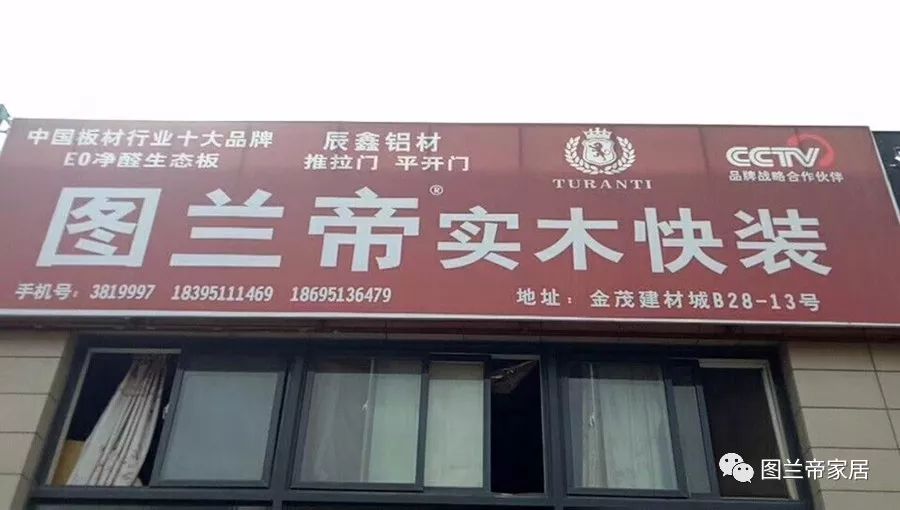 中国板材行业十大品牌
E0净醛生态板
辰鑫铝材
推拉门 平开门
TURANTI
CCTV
品牌战略合作伙伴
图兰帝®实木快装
手机号：3819997 18395111469 18695136479
地址：金茂建材城B28-13号
图兰帝家居